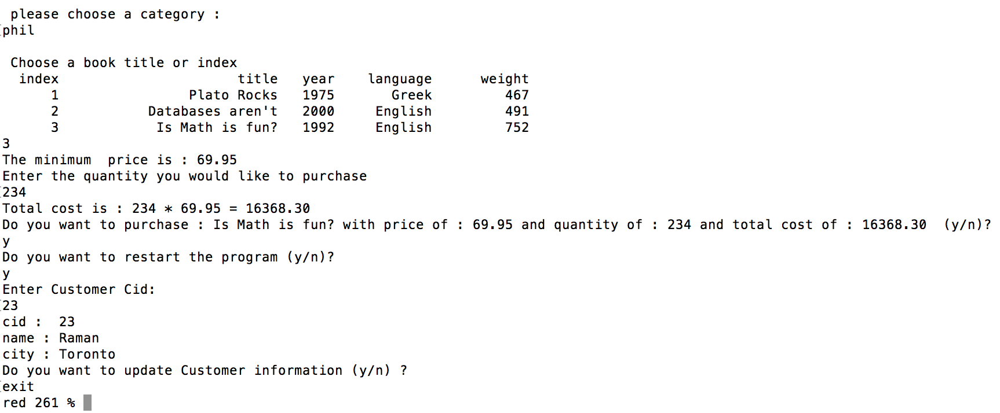 please choose a category :
phil
Choose a book title or index
index title year language weight
1 Plato Rocks 1975 Greek 467
2 Databases aren't 2000 English 491
3 Is Math is fun? 1992 English 752
3
The minimum  price is : 69.95
Enter the quantity you would like to purchase
234
Total cost is : 234 * 69.95 = 16368.30
Do you want to purchase : Is Math is fun? with price of : 69.95 and quantity of : 234 and total cost of : 16368.30  (y/n)?
y
Do you want to restart the program (y/n)?
y
Enter Customer Cid:
23
cid :  23
name : Raman
city : Toronto
Do you want to update Customer information (y/n) ?
exit
red 261 %